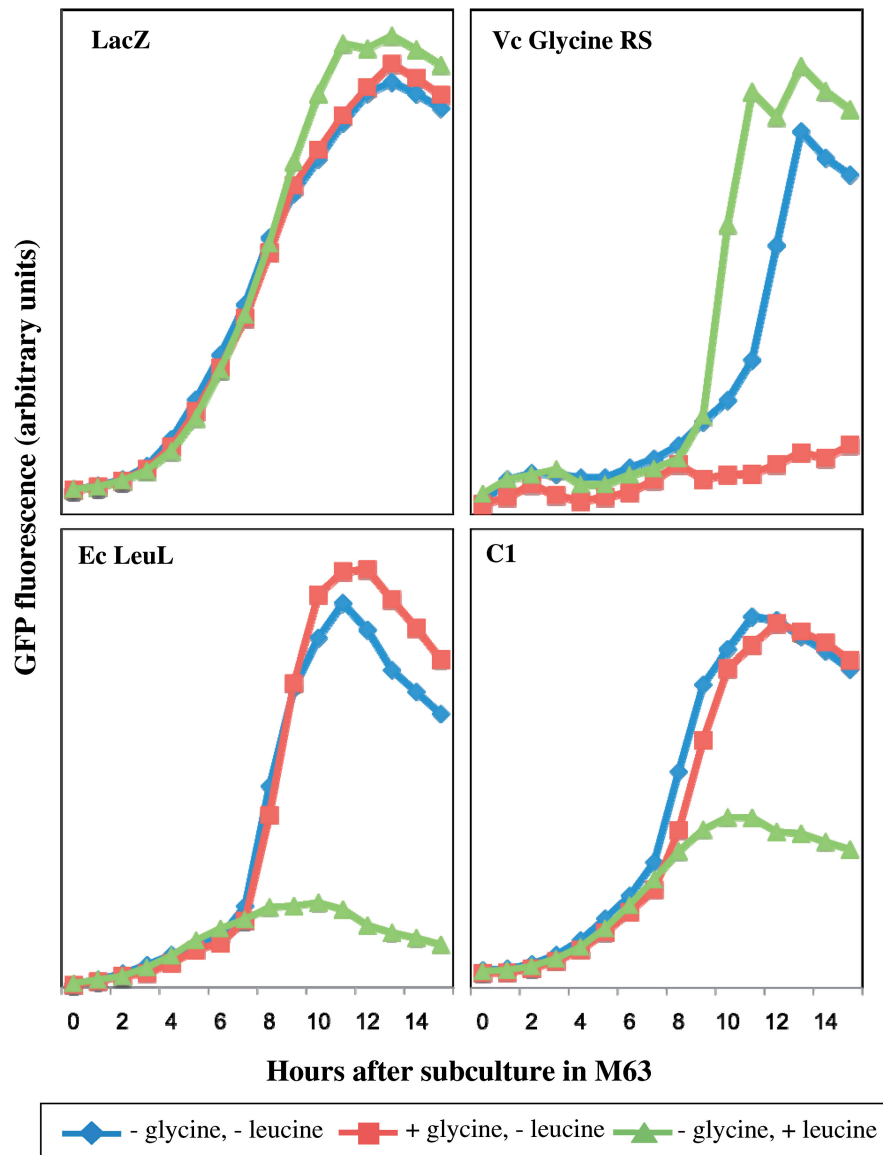 LacZ
Vc Glycine RS
Ec LeuL
C1
GFP fluorescence (arbitrary units)
0 2 4 6 8 10 12 14
0 2 4 6 8 10 12 14
Hours after subculture in M63
- glycine, - leucine
+ glycine, - leucine
- glycine, + leucine